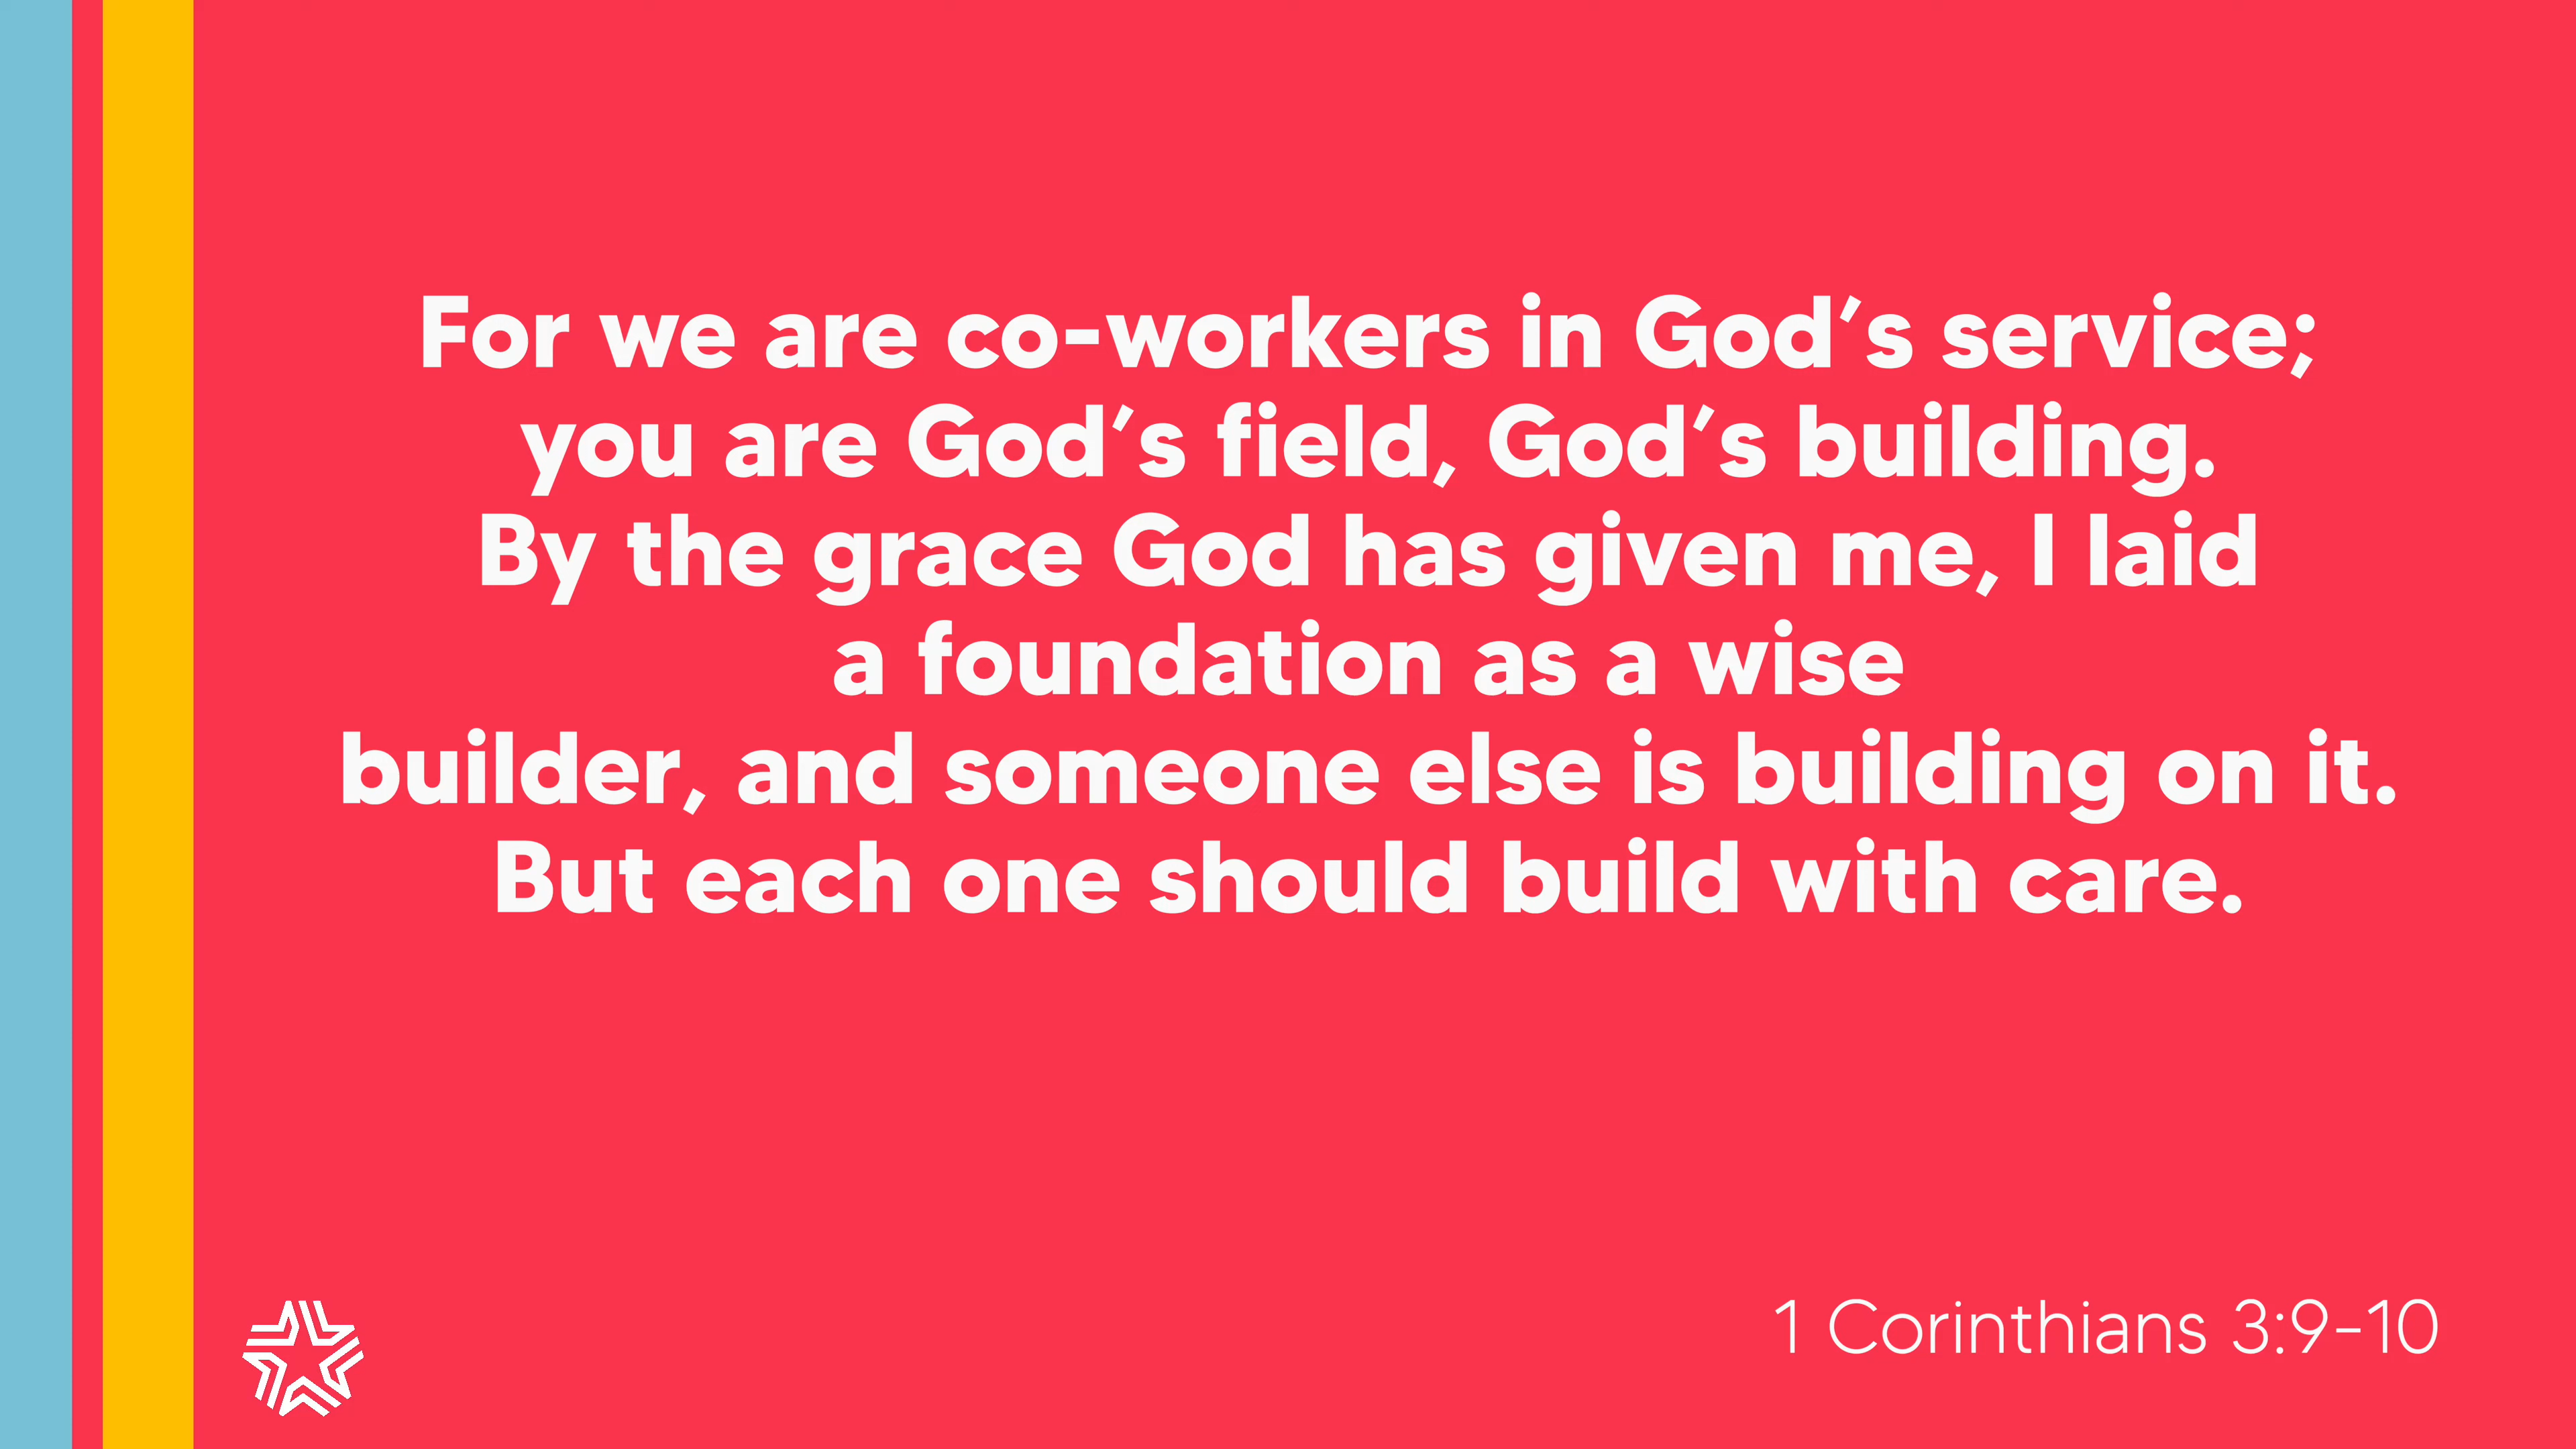 For we are co-workers in God’s service;
you are God’s field, God’s building.
By the grace God has given me, I laid
a foundation as a wise
builder, and someone else is building on it.
But each one should build with care.
1 Corinthians 3:9-10